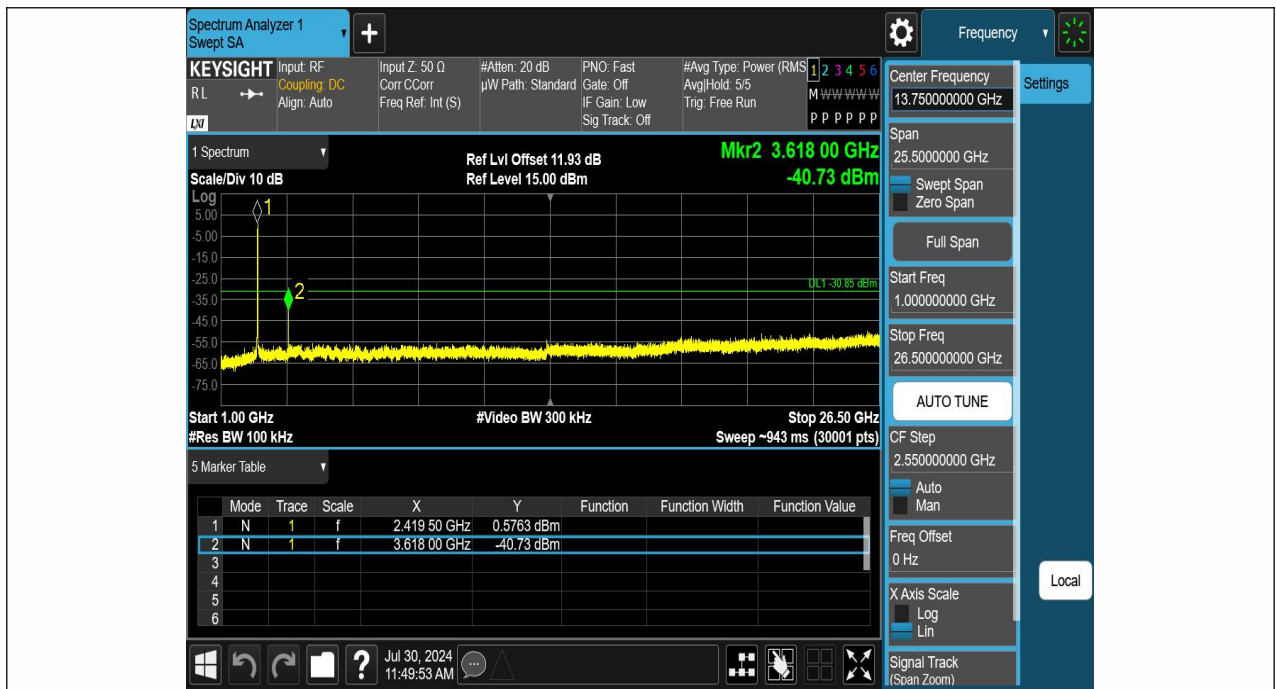 Spectrum Analyzer 1
Swept SA
+
Frequency
KEYSIGHT
RL
LXI
Input: RF
Coupling: DC
Align: Auto
Input Z: 50 Ω
Corr CCorr
Freq Ref: Int (S)
#Atten: 20 dB
µW Path: Standard
PNO: Fast
Gate: Off
IF Gain: Low
Sig Track: Off
#Avg Type: Power (RMS
Avg|Hold: 5/5
Trig: Free Run
1 2 3 4 5 6
M W W W W W
P P P P P P
1 Spectrum
Scale/Div 10 dB
Ref Lvl Offset 11.93 dB
Ref Level 15.00 dBm
Mkr2 3.618 00 GHz
-40.73 dBm
Log
5.00
-5.00
-15.0
-25.0
-35.0
-45.0
-55.0
-65.0
-75.0
1
2
DL1 -30.85 dBm
Start 1.00 GHz
#Video BW 300 kHz
Stop 26.50 GHz
#Res BW 100 kHz
Sweep ~943 ms (30001 pts)
5 Marker Table
Mode Trace Scale X Y Function Function Width Function Value
1 N 1 f 2.419 50 GHz 0.5763 dBm
2 N 1 f 3.618 00 GHz -40.73 dBm
3
4
5
6
?
Jul 30, 2024
11:49:53 AM
Center Frequency
13.750000000 GHz
Settings
Span
25.5000000 GHz
Swept Span
Zero Span
Full Span
Start Freq
1.000000000 GHz
Stop Freq
26.500000000 GHz
AUTO TUNE
CF Step
2.550000000 GHz
Auto
Man
Freq Offset
0 Hz
X Axis Scale
Log
Lin
Signal Track
(Span Zoom)
Local